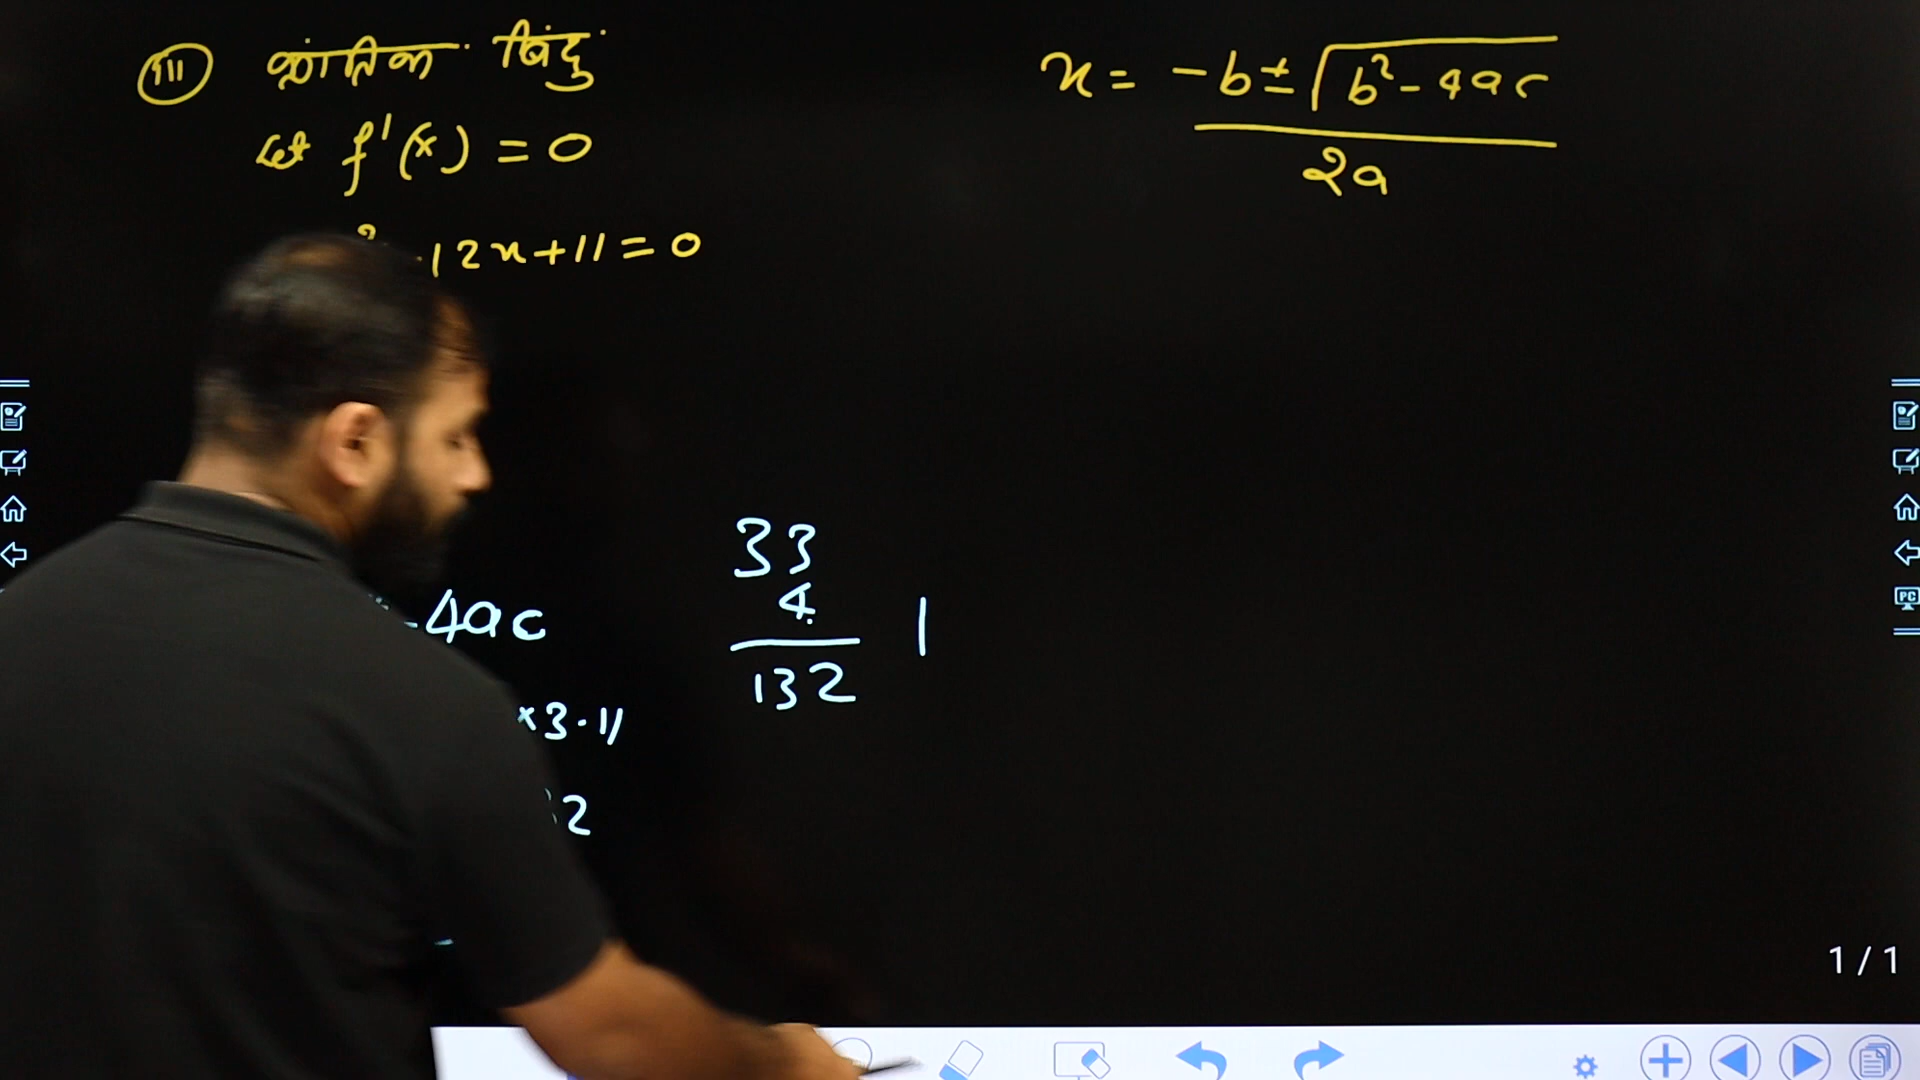 (iii) क्रांतिक बिंदु
Let f'(x) = 0
12x + 11 = 0
x = -b ± √b² - 4ac
2a
- 4ac
× 3 · 11
2
33
4
132
1
PC
1 / 1